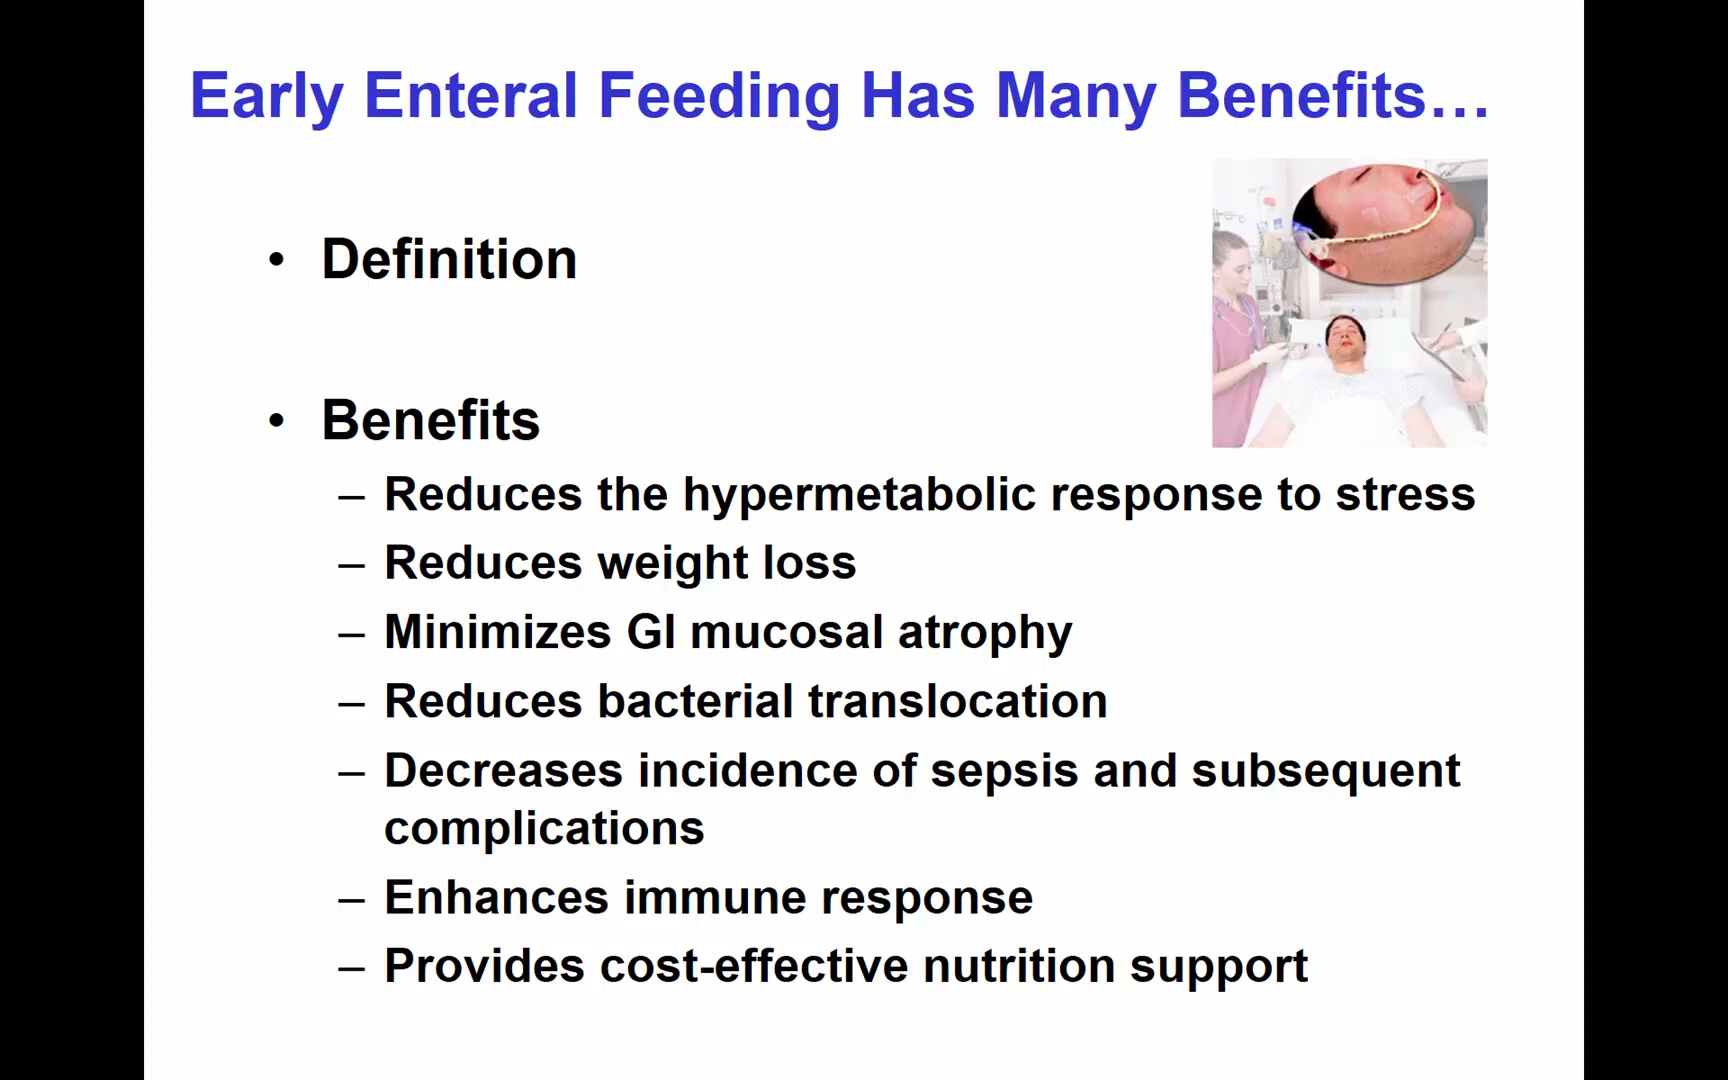 Early Enteral Feeding Has Many Benefits…
• Definition
• Benefits
– Reduces the hypermetabolic response to stress
– Reduces weight loss
– Minimizes GI mucosal atrophy
– Reduces bacterial translocation
– Decreases incidence of sepsis and subsequent
complications
– Enhances immune response
– Provides cost-effective nutrition support